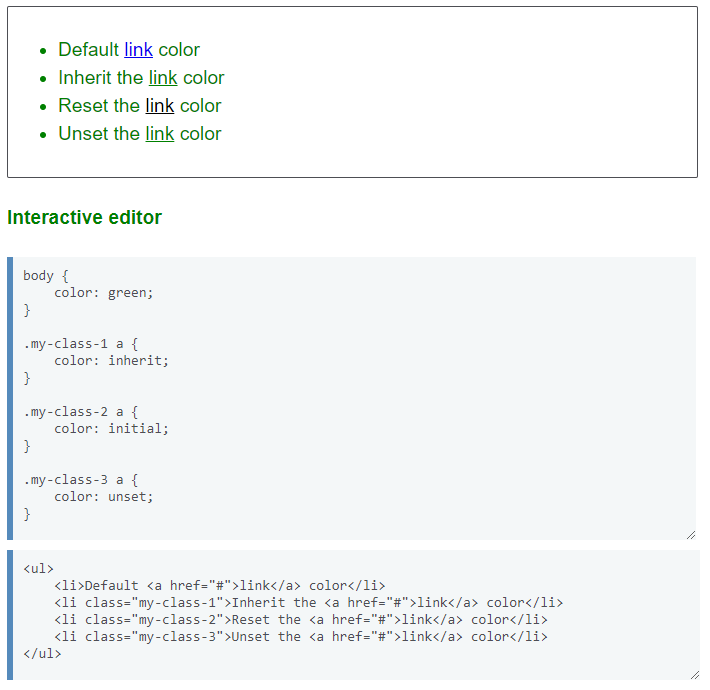 Default link color
Inherit the link color
Reset the link color
Unset the link color
Interactive editor
body {
    color: green;
}
.my-class-1 a {
    color: inherit;
}
.my-class-2 a {
    color: initial;
}
.my-class-3 a {
    color: unset;
}
<ul>
    <li>Default <a href="#">link</a> color</li>
    <li class="my-class-1">Inherit the <a href="#">link</a> color</li>
    <li class="my-class-2">Reset the <a href="#">link</a> color</li>
    <li class="my-class-3">Unset the <a href="#">link</a> color</li>
</ul>